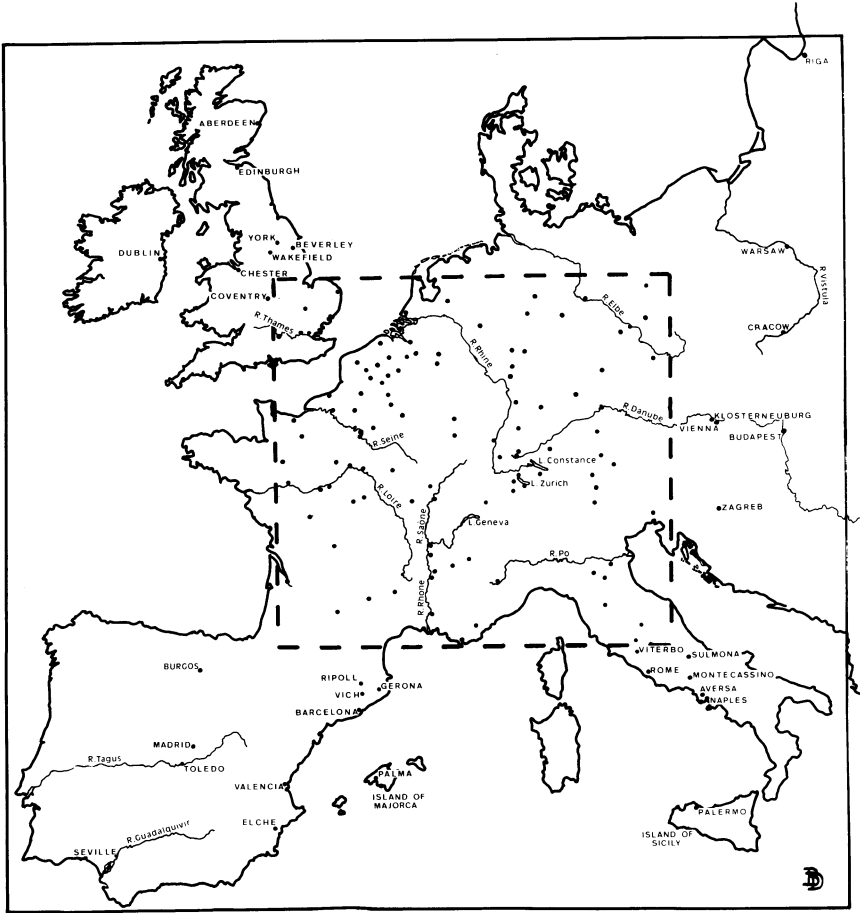 RIGA
ABERDEEN
EDINBURGH
YORK
BEVERLEY
WAKEFIELD
DUBLIN
CHESTER
WARSAW
R.Vistula
COVENTRY
R.Thames
R.Elbe
CRACOW
R.Rhine
R.Danube
KLOSTERNEUBURG
VIENNA
BUDAPEST
R.Seine
L.Constance
L.Zurich
R.Loire
R.Saône
L.Geneva
ZAGREB
R.Po
R.Rhone
BURGOS
VITERBO
SULMONA
RIPOLL
ROME
MONTECASSINO
VICH
GERONA
AVERSA
NAPLES
BARCELONA
MADRID
R.Tagus
TOLEDO
PALMA
VALENCIA
ISLAND OF
MAJORCA
PALERMO
ELCHE
R.Guadalquivir
ISLAND OF
SICILY
SEVILLE